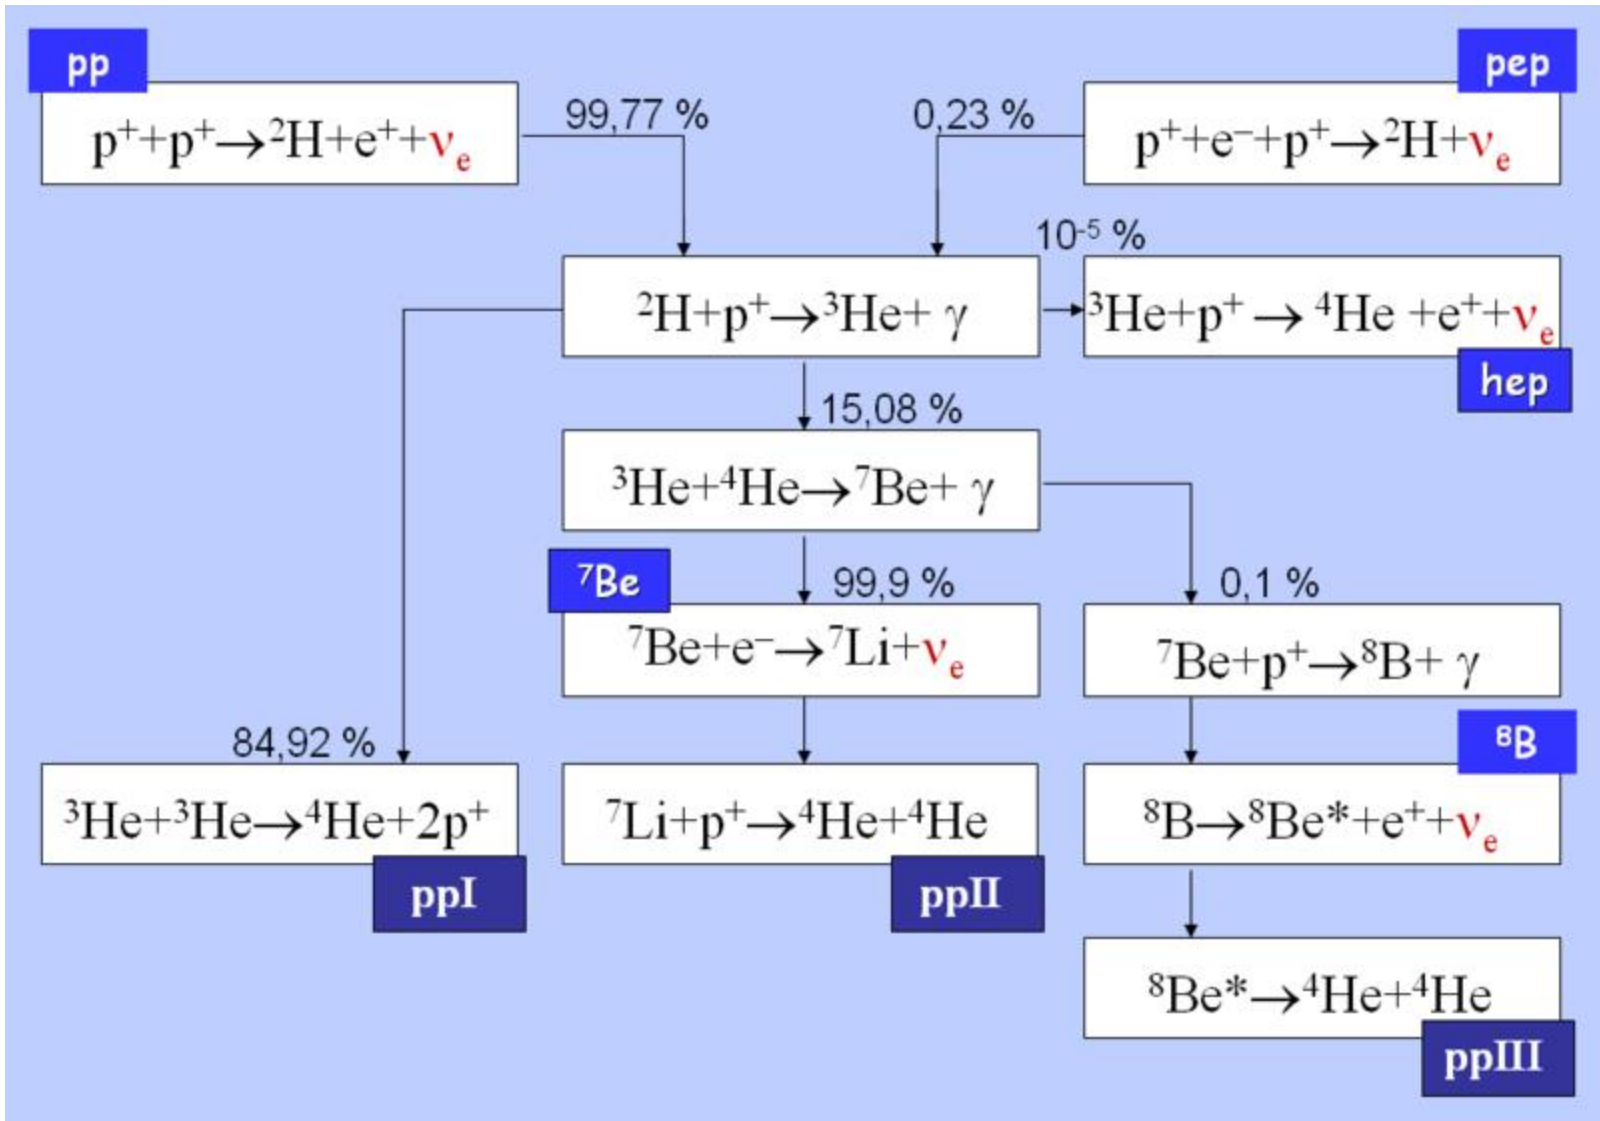 pp
pep
99,77 %
0,23 %
p⁺+p⁺→²H+e⁺+νₑ
p⁺+e⁻+p⁺→²H+νₑ
10⁻⁵ %
²H+p⁺→³He+ γ
³He+p⁺ → ⁴He +e⁺+νₑ
hep
15,08 %
³He+⁴He→⁷Be+ γ
⁷Be
99,9 %
0,1 %
⁷Be+e⁻→⁷Li+νₑ
⁷Be+p⁺→⁸B+ γ
84,92 %
⁸B
³He+³He→⁴He+2p⁺
⁷Li+p⁺→⁴He+⁴He
⁸B→⁸Be*+e⁺+νₑ
ppI
ppII
⁸Be*→⁴He+⁴He
ppIII